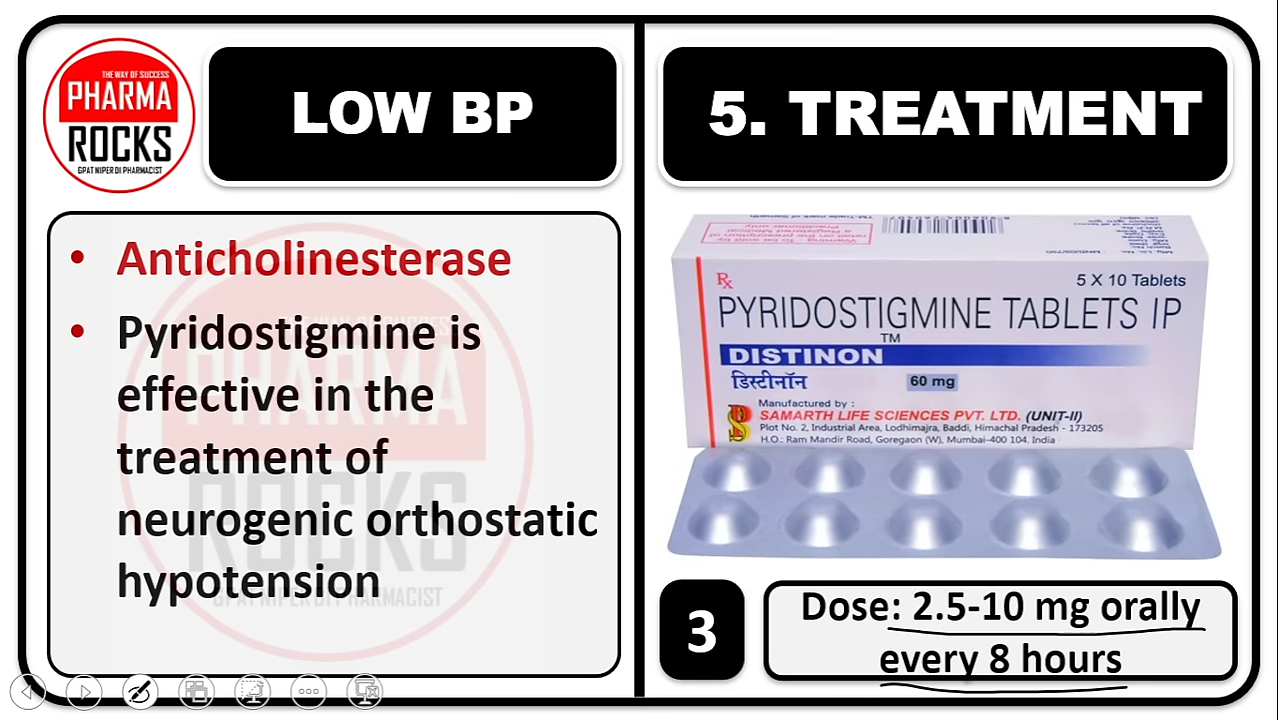 THE WAY OF SUCCESS
PHARMA
ROCKS
GPAT NIPER DI PHARMACIST
LOW BP
5. TREATMENT
• Anticholinesterase
• Pyridostigmine is
effective in the
treatment of
neurogenic orthostatic
hypotension
Rx
5 X 10 Tablets
PYRIDOSTIGMINE TABLETS IP
TM
DISTINON
डिस्टीनॉन
60 mg
Manufactured by :
SAMARTH LIFE SCIENCES PVT. LTD. (UNIT-II)
Plot No. 2, Industrial Area, Lodhimajra, Baddi, Himachal Pradesh - 173205
H.O.: Ram Mandir Road, Goregaon (W), Mumbai-400 104. India
3
Dose: 2.5-10 mg orally
every 8 hours